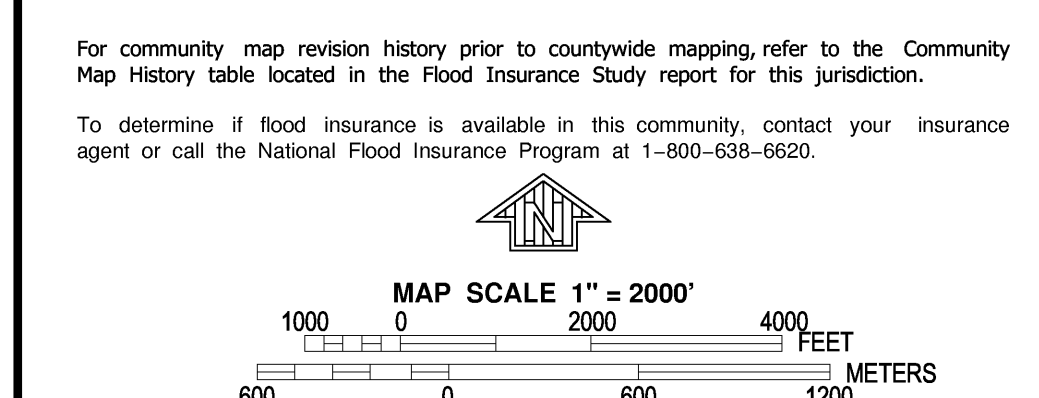 For community map revision history prior to countywide mapping, refer to the Community
Map History table located in the Flood Insurance Study report for this jurisdiction.
To determine if flood insurance is available in this community, contact your insurance
agent or call the National Flood Insurance Program at 1–800–638–6620.
N
MAP SCALE 1" = 2000'
1000 0 2000 4000
FEET
METERS
600 0 600 1200